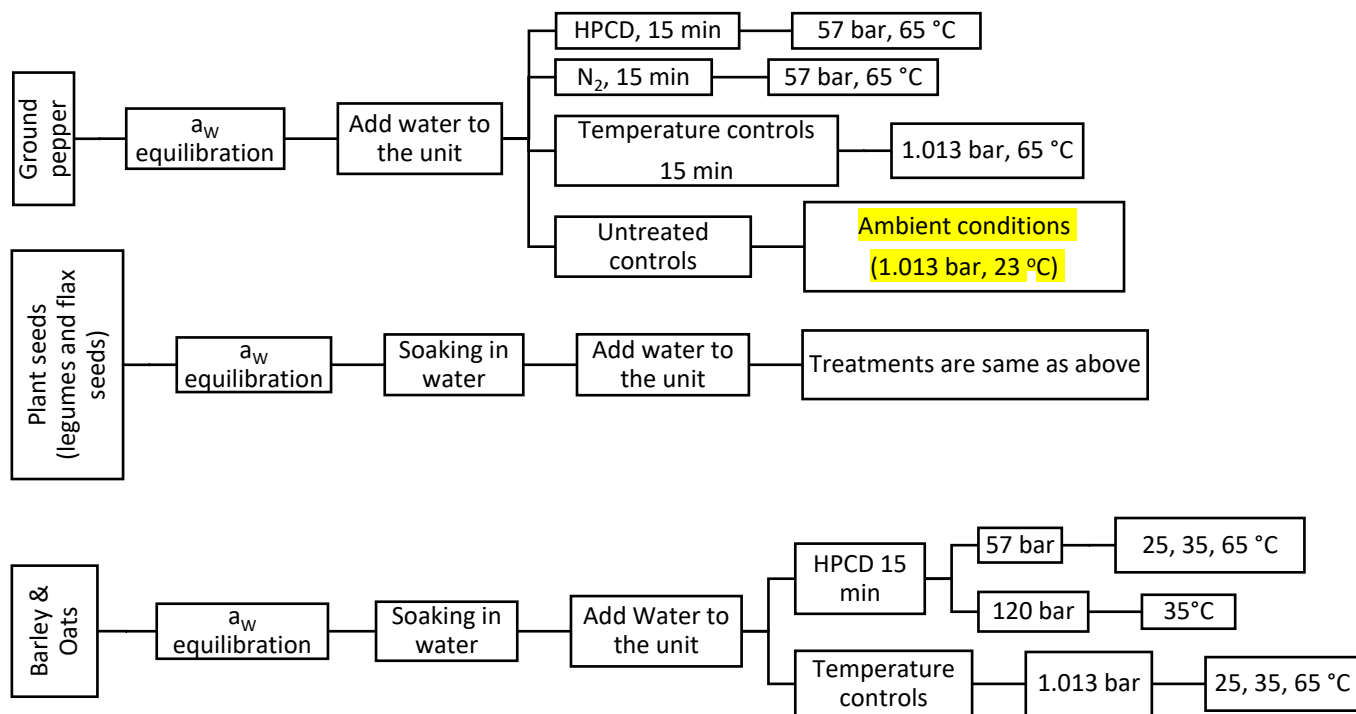 Ground
pepper
a_W
equilibration
Add water to
the unit
HPCD, 15 min
57 bar, 65 °C
N₂, 15 min
57 bar, 65 °C
Temperature controls
15 min
1.013 bar, 65 °C
Untreated
controls
Ambient conditions
(1.013 bar, 23 °C)
Plant seeds
(legumes and flax
seeds)
a_W
equilibration
Soaking in
water
Add water to
the unit
Treatments are same as above
Barley &
Oats
a_W
equilibration
Soaking in
water
Add Water to
the unit
HPCD 15
min
57 bar
25, 35, 65 °C
120 bar
35°C
Temperature
controls
1.013 bar
25, 35, 65 °C